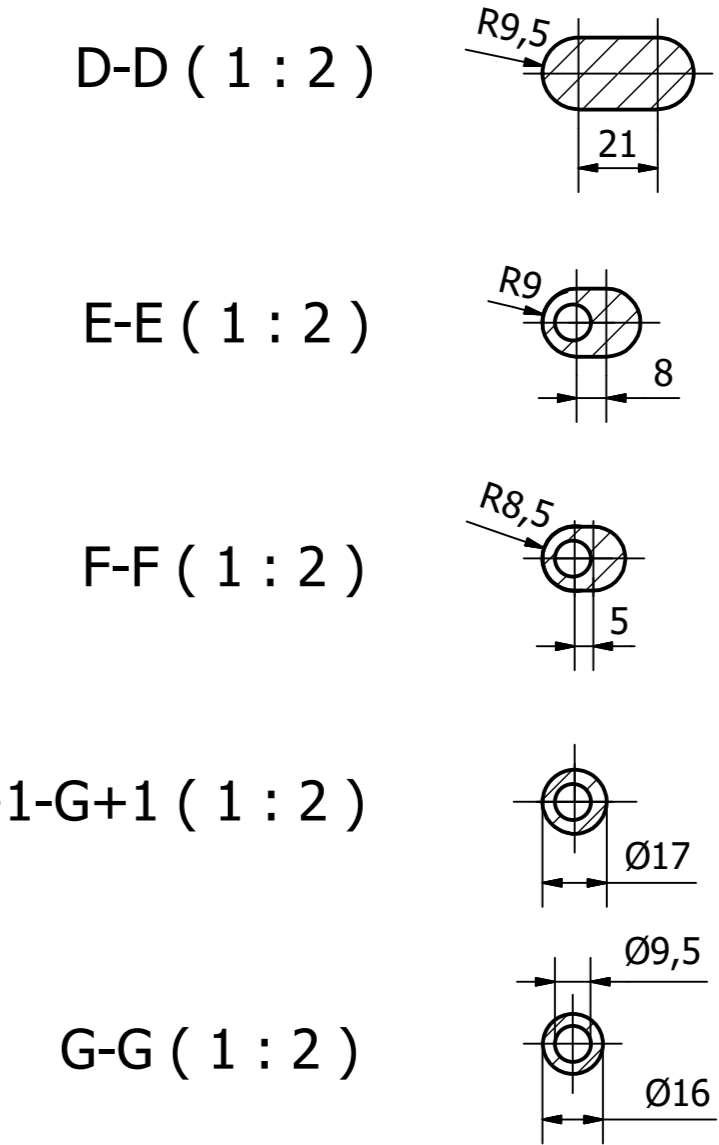 D-D ( 1 : 2 )
R9,5
21
E-E ( 1 : 2 )
R9
8
F-F ( 1 : 2 )
R8,5
5
1-G+1 ( 1 : 2 )
Ø17
Ø9,5
G-G ( 1 : 2 )
Ø16